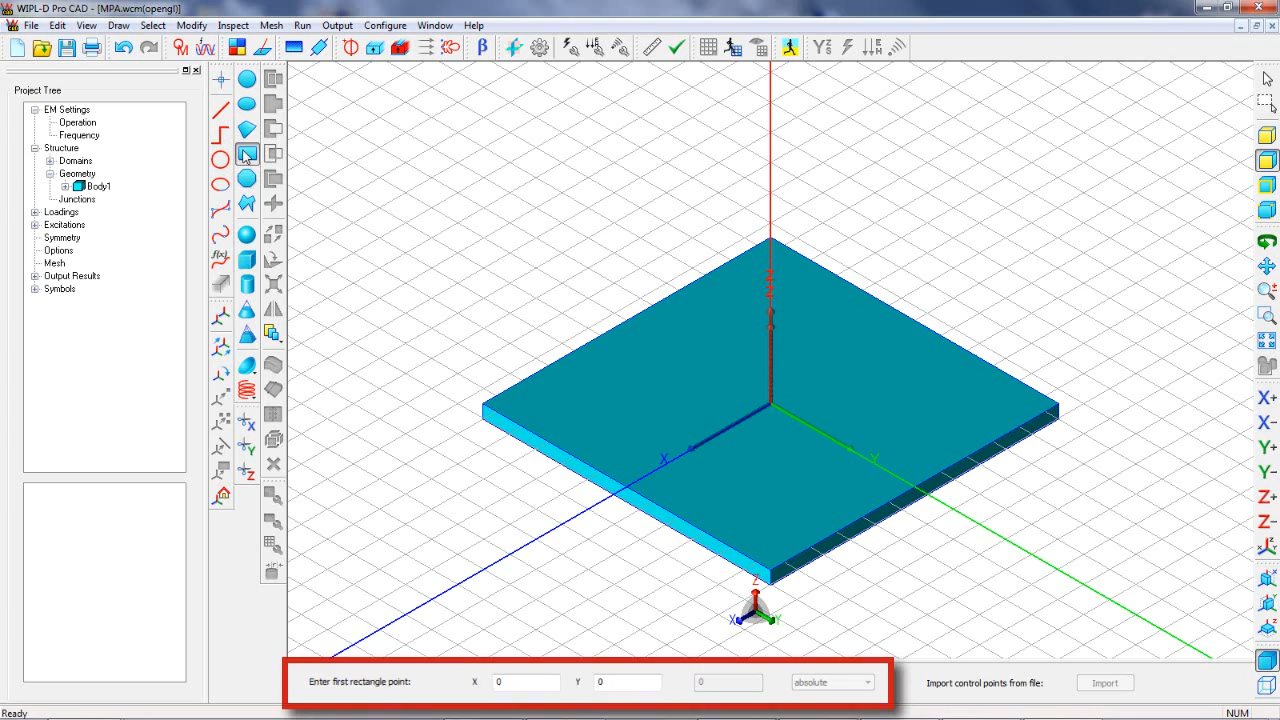 WIPL-D Pro CAD - [MPA.wcm(opengl)]
File Edit View Draw Select Modify Inspect Mesh Run Output Configure Window Help
Project Tree
EM Settings
Operation
Frequency
Structure
Domains
Geometry
Body1
Junctions
Loadings
Excitations
Symmetry
Options
Mesh
Output Results
Symbols
f(x)
X
Y
Z
β
YZS
H
Z
Z
X
Y
Z
X
Y
X+
X-
Y+
Y-
Z+
Z-
Enter first rectangle point: X 0 Y 0 0 absolute Import control points from file: Import
Ready NUM